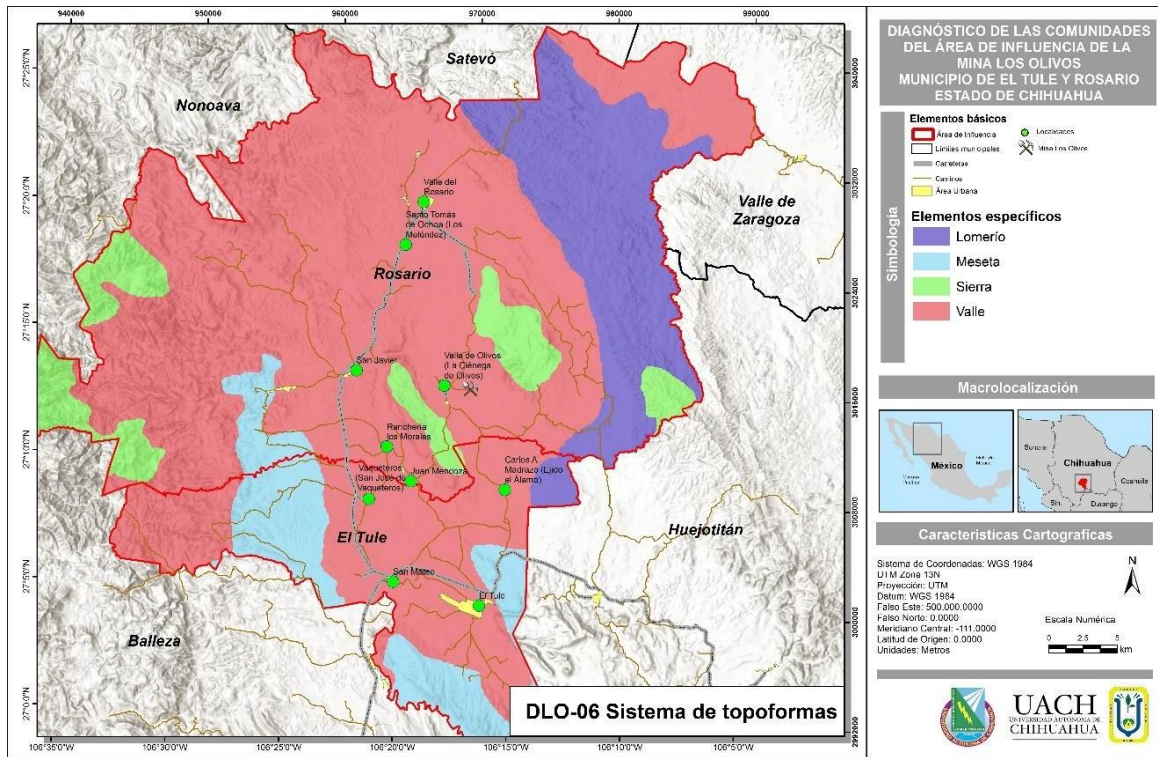 940000 950000 960000 970000 980000 990000
27°25'0"N
27°20'0"N
27°15'0"N
27°10'0"N
27°5'0"N
27°0'0"N
Satevó
Nonoava
Valle del
Rosario
Santo Tomás
de Ochoa (Los
Meléndez)
Rosario
Valle de
Zaragoza
San Javier
Valle de Olivos
(La Ciénega
de Olivos)
Ranchería
los Morales
Vaqueteros
(San José de
Vaqueteros)
Juan Mendoza
Carlos A.
Madrazo (Ejido
el Álamo)
El Tule
Huejotitán
San Mateo
El Tule
Balleza
3040000
3032000
3024000
3016000
3008000
3000000
2992000
DLO-06 Sistema de topoformas
106°35'0"W 106°30'0"W 106°25'0"W 106°20'0"W 106°15'0"W 106°10'0"W 106°5'0"W
DIAGNÓSTICO DE LAS COMUNIDADES
DEL ÁREA DE INFLUENCIA DE LA
MINA LOS OLIVOS
MUNICIPIO DE EL TULE Y ROSARIO
ESTADO DE CHIHUAHUA
Simbología
Elementos básicos
Área de Influencia
Localidades
Límites municipales
Mina Los Olivos
Carreteras
Caminos
Área Urbana
Elementos específicos
Lomerío
Meseta
Sierra
Valle
Macrolocalización
México
Sonora
Chihuahua
Coahuila
Sin.
Durango
Caracteristicas Cartograficas
Sistema de Coordenadas: WGS 1984
UTM Zone 13N
Proyección: UTM
Datum: WGS 1984
Falso Este: 500,000.0000
Falso Norte: 0.0000
Meridiano Central: -111.0000
Latitud de Origen: 0.0000
Unidades: Metros
N
Escala Numérica
0 2.5 5
km
UACH
UNIVERSIDAD AUTÓNOMA DE
CHIHUAHUA